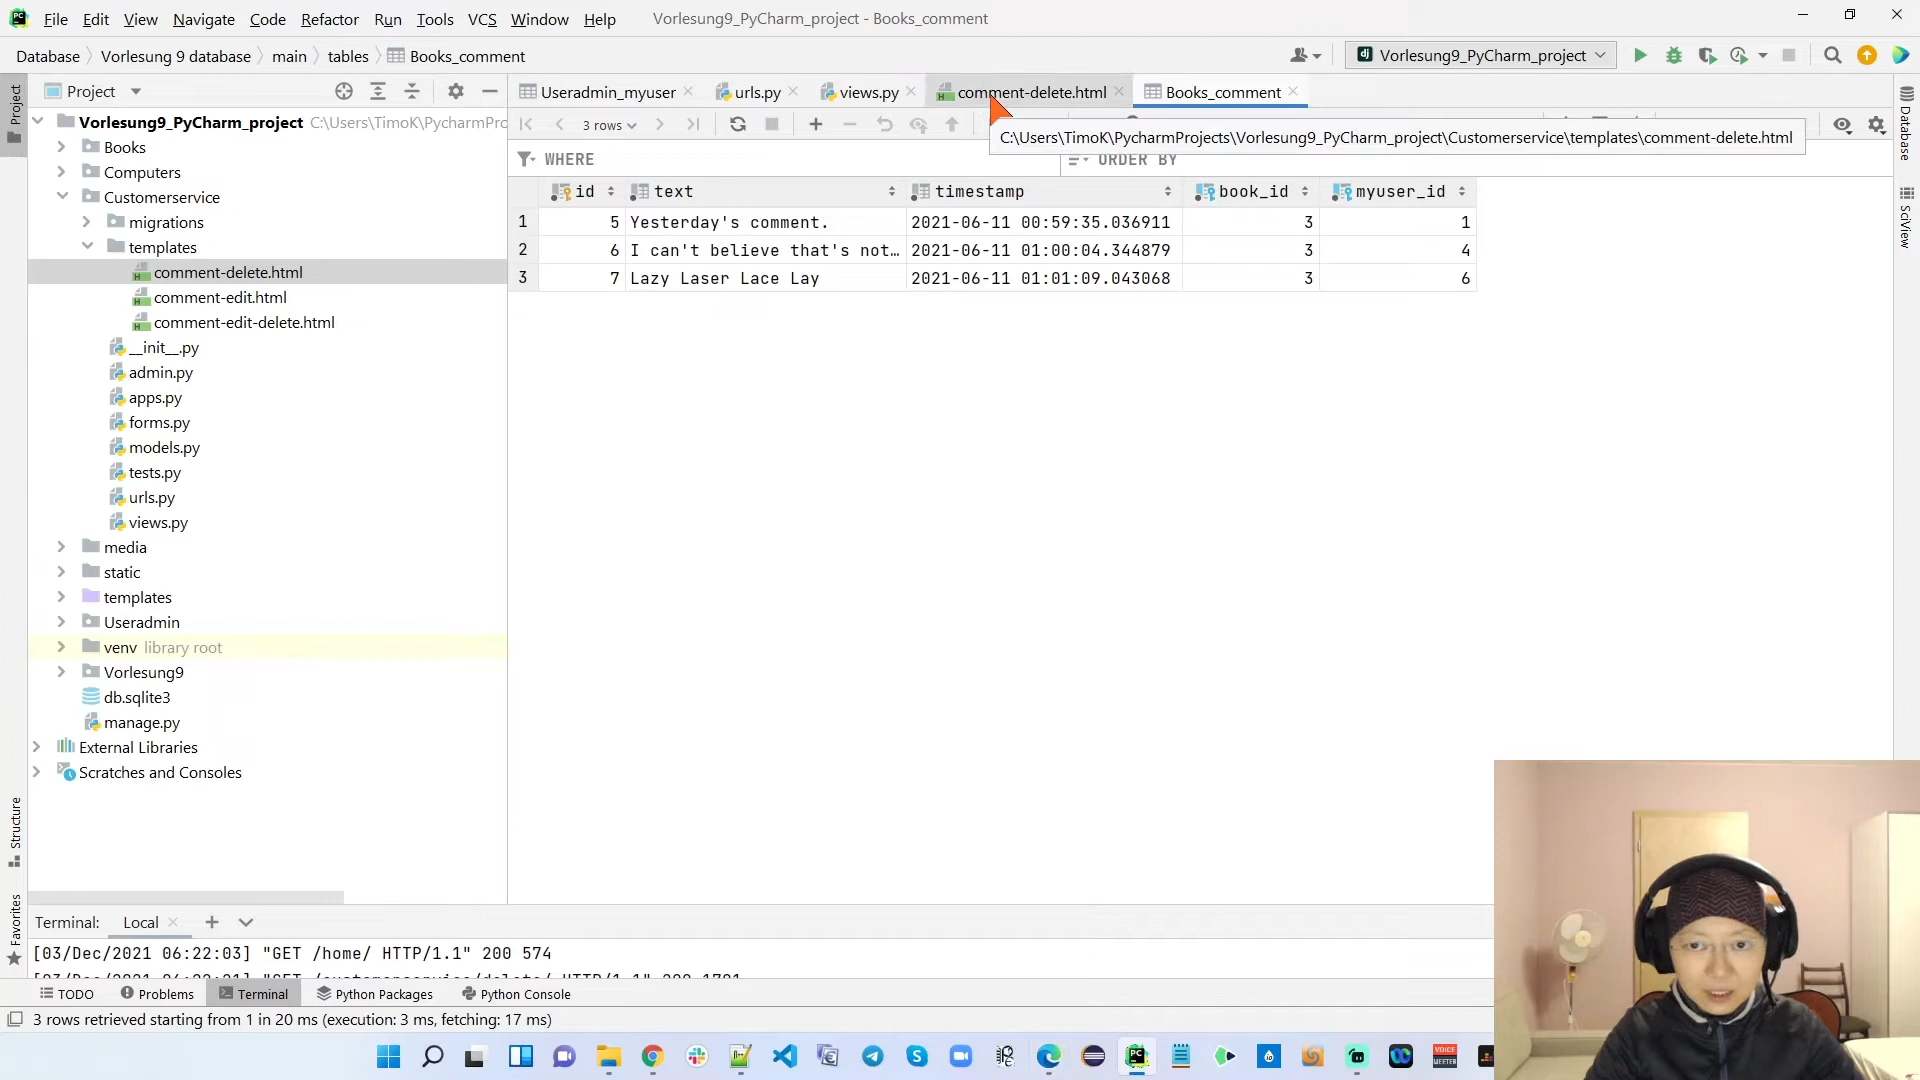 File Edit View Navigate Code Refactor Run Tools VCS Window Help Vorlesung9_PyCharm_project - Books_comment
Database Vorlesung 9 database main tables Books_comment Vorlesung9_PyCharm_project
Project
Useradmin_myuser urls.py views.py comment-delete.html Books_comment
Project
Vorlesung9_PyCharm_project C:\Users\TimoK\PycharmPro
Books
Computers
Customerservice
migrations
templates
comment-delete.html
comment-edit.html
comment-edit-delete.html
__init__.py
admin.py
apps.py
forms.py
models.py
tests.py
urls.py
views.py
media
static
templates
Useradmin
venv library root
Vorlesung9
db.sqlite3
manage.py
External Libraries
Scratches and Consoles
3 rows
C:\Users\TimoK\PycharmProjects\Vorlesung9_PyCharm_project\Customerservice\templates\comment-delete.html
WHERE ORDER BY
id text timestamp book_id myuser_id
1 5 Yesterday's comment. 2021-06-11 00:59:35.036911 3 1
2 6 I can't believe that's not… 2021-06-11 01:00:04.344879 3 4
3 7 Lazy Laser Lace Lay 2021-06-11 01:01:09.043068 3 6
Database
SciView
Structure
Favorites
Terminal: Local
[03/Dec/2021 06:22:03] "GET /home/ HTTP/1.1" 200 574
TODO Problems Terminal Python Packages Python Console
3 rows retrieved starting from 1 in 20 ms (execution: 3 ms, fetching: 17 ms)
PC
VOICE
MEETER